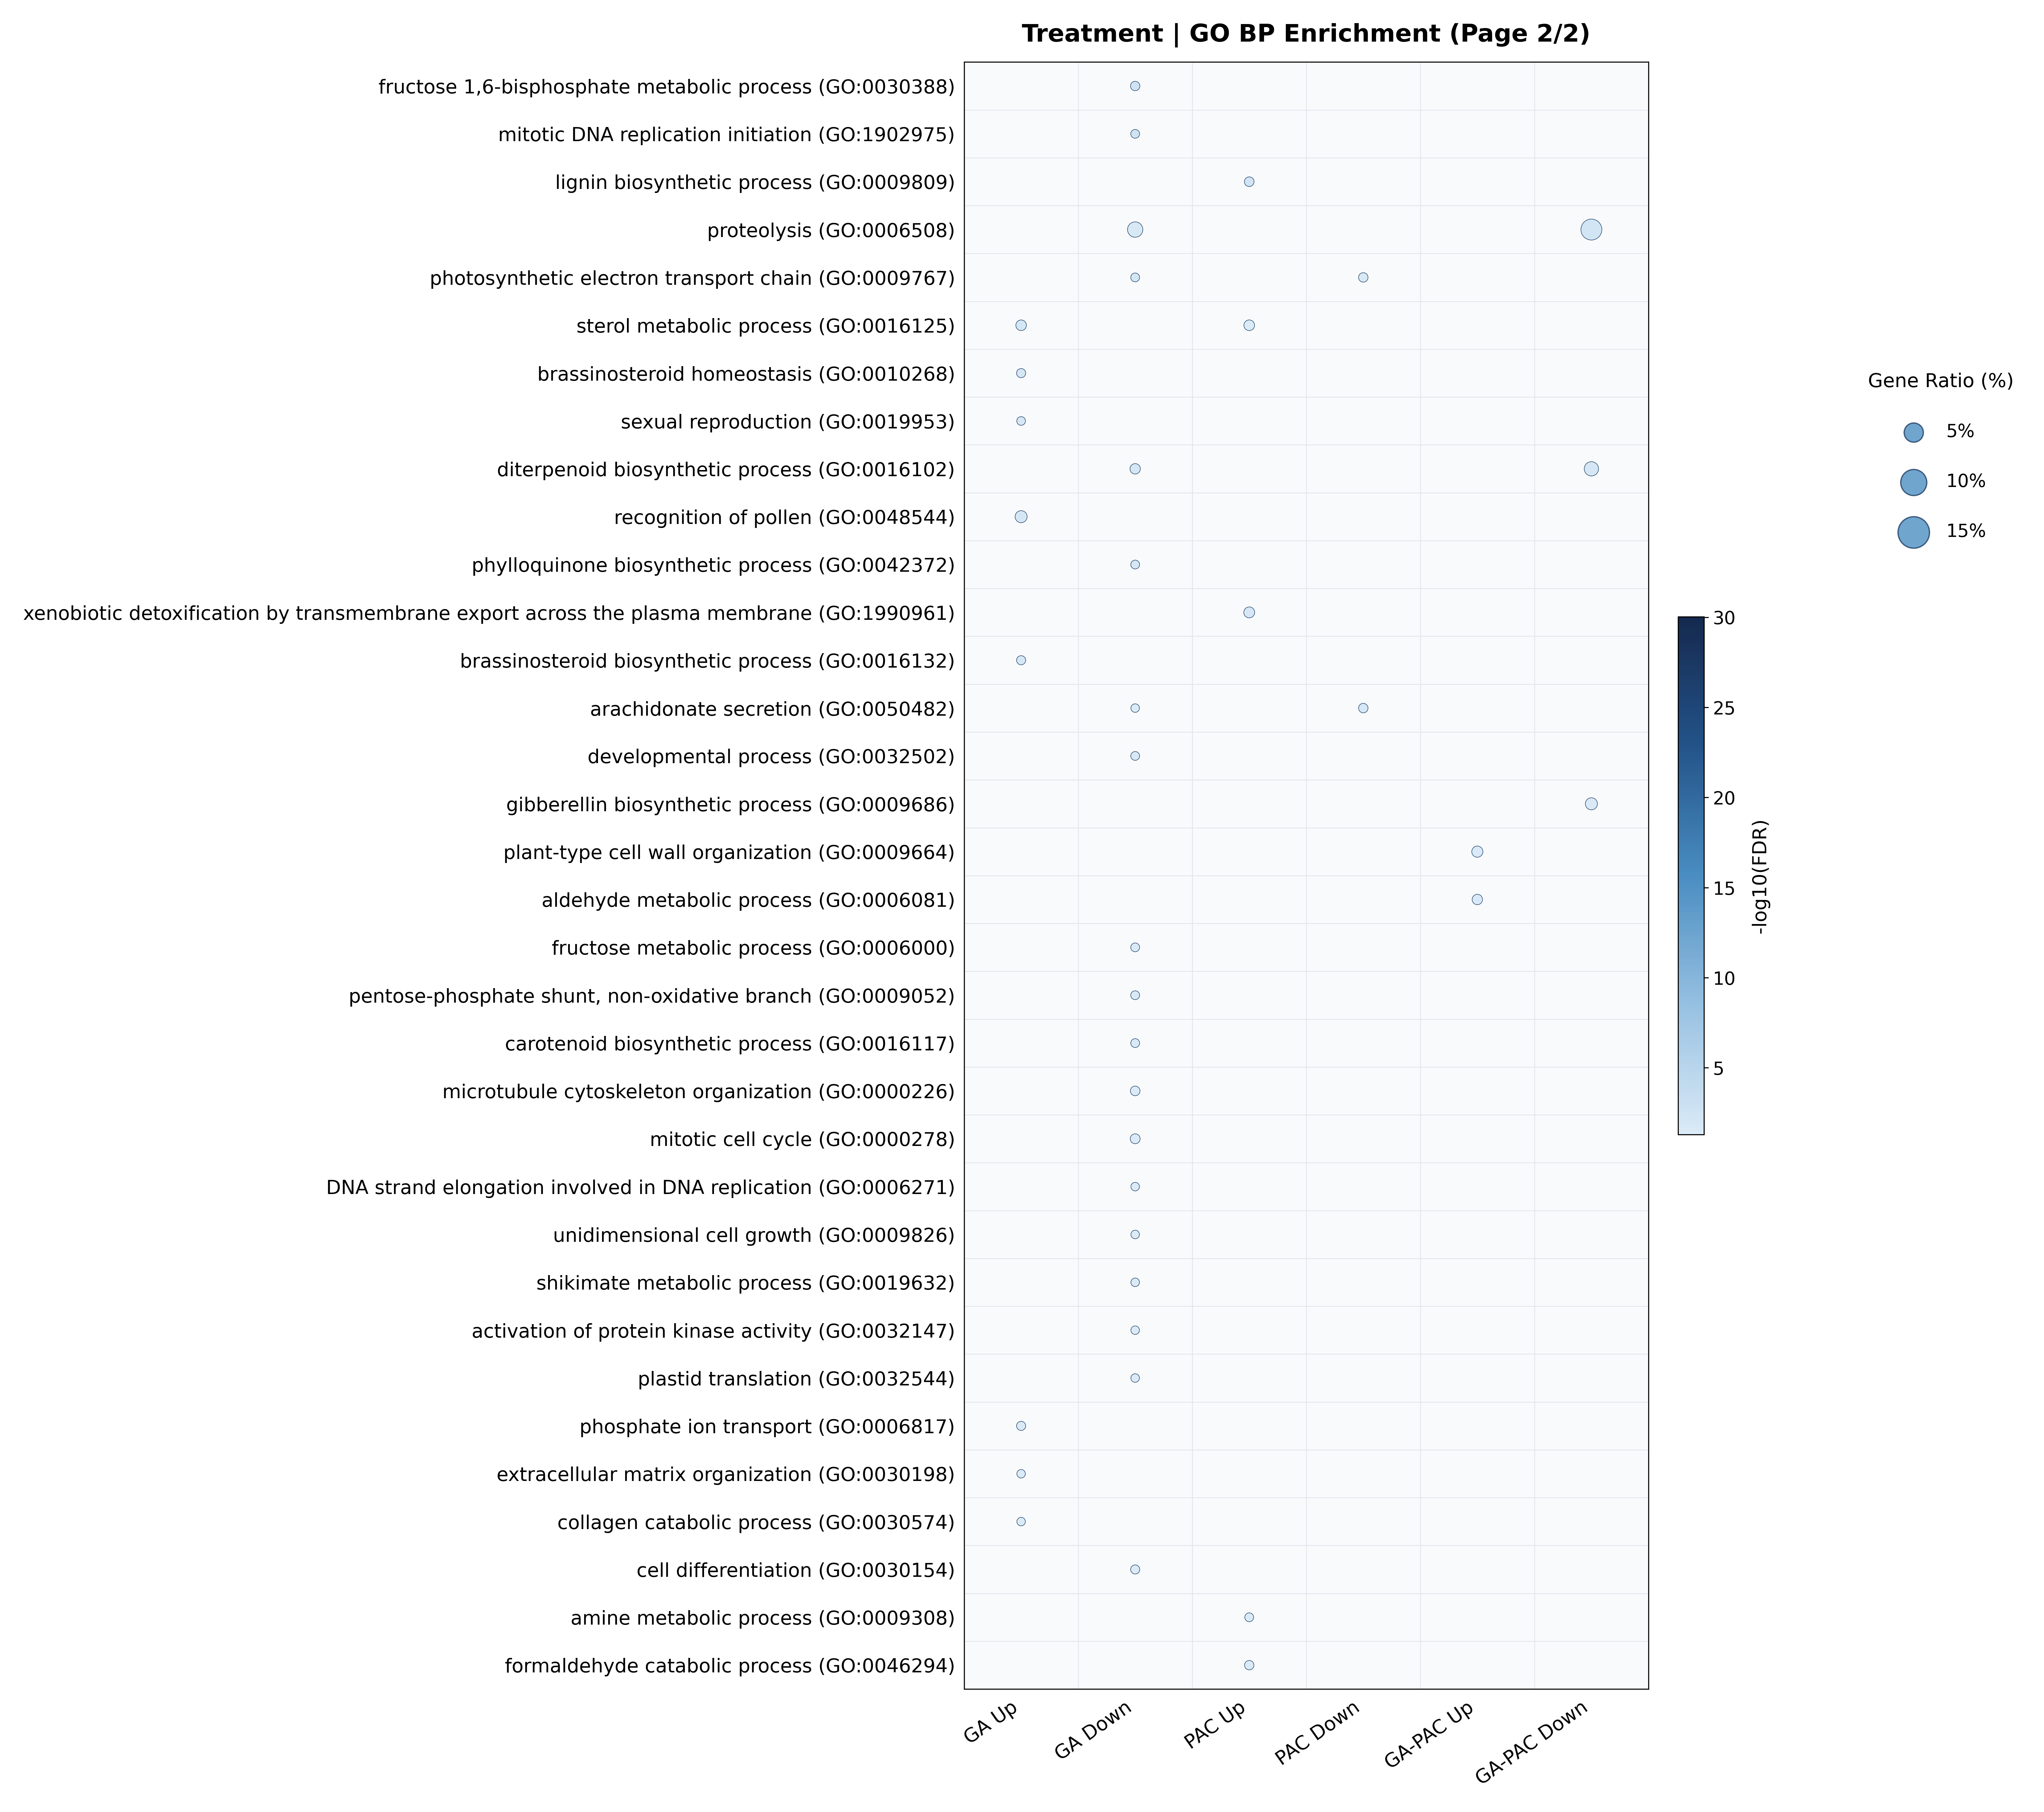 Treatment | GO BP Enrichment (Page 2/2)
fructose 1,6-bisphosphate metabolic process (GO:0030388)
mitotic DNA replication initiation (GO:1902975)
lignin biosynthetic process (GO:0009809)
proteolysis (GO:0006508)
photosynthetic electron transport chain (GO:0009767)
sterol metabolic process (GO:0016125)
brassinosteroid homeostasis (GO:0010268)
sexual reproduction (GO:0019953)
diterpenoid biosynthetic process (GO:0016102)
recognition of pollen (GO:0048544)
phylloquinone biosynthetic process (GO:0042372)
xenobiotic detoxification by transmembrane export across the plasma membrane (GO:1990961)
brassinosteroid biosynthetic process (GO:0016132)
arachidonate secretion (GO:0050482)
developmental process (GO:0032502)
gibberellin biosynthetic process (GO:0009686)
plant-type cell wall organization (GO:0009664)
aldehyde metabolic process (GO:0006081)
fructose metabolic process (GO:0006000)
pentose-phosphate shunt, non-oxidative branch (GO:0009052)
carotenoid biosynthetic process (GO:0016117)
microtubule cytoskeleton organization (GO:0000226)
mitotic cell cycle (GO:0000278)
DNA strand elongation involved in DNA replication (GO:0006271)
unidimensional cell growth (GO:0009826)
shikimate metabolic process (GO:0019632)
activation of protein kinase activity (GO:0032147)
plastid translation (GO:0032544)
phosphate ion transport (GO:0006817)
extracellular matrix organization (GO:0030198)
collagen catabolic process (GO:0030574)
cell differentiation (GO:0030154)
amine metabolic process (GO:0009308)
formaldehyde catabolic process (GO:0046294)
GA Up
GA Down
PAC Up
PAC Down
GA-PAC Up
GA-PAC Down
Gene Ratio (%)
5%
10%
15%
30
25
20
15
10
5
-log10(FDR)